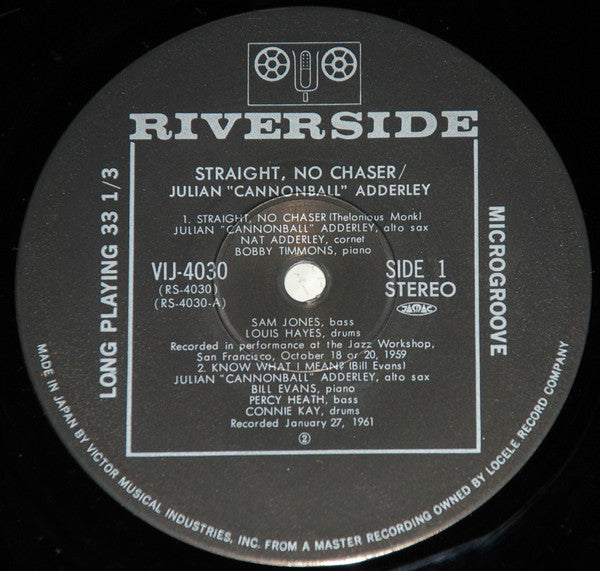 RIVERSIDE
STRAIGHT, NO CHASER/
JULIAN "CANNONBALL" ADDERLEY
1. STRAIGHT, NO CHASER (Thelonious Monk)
JULIAN "CANNONBALL" ADDERLEY, alto sax
NAT ADDERLEY, cornet
BOBBY TIMMONS, piano
VIJ-4030
(RS-4030)
(RS-4030-A)
SIDE 1
STEREO
JASRAC
SAM JONES, bass
LOUIS HAYES, drums
Recorded in performance at the Jazz Workshop,
San Francisco, October 18 or 20, 1959
2. KNOW WHAT I MEAN? (Bill Evans)
JULIAN "CANNONBALL" ADDERLEY, alto sax
BILL EVANS, piano
PERCY HEATH, bass
CONNIE KAY, drums
Recorded January 27, 1961
②
LONG PLAYING 33 1/3
MICROGROOVE
MADE IN JAPAN BY VICTOR MUSICAL INDUSTRIES, INC. FROM A MASTER RECORDING OWNED BY LOCELE RECORD COMPANY